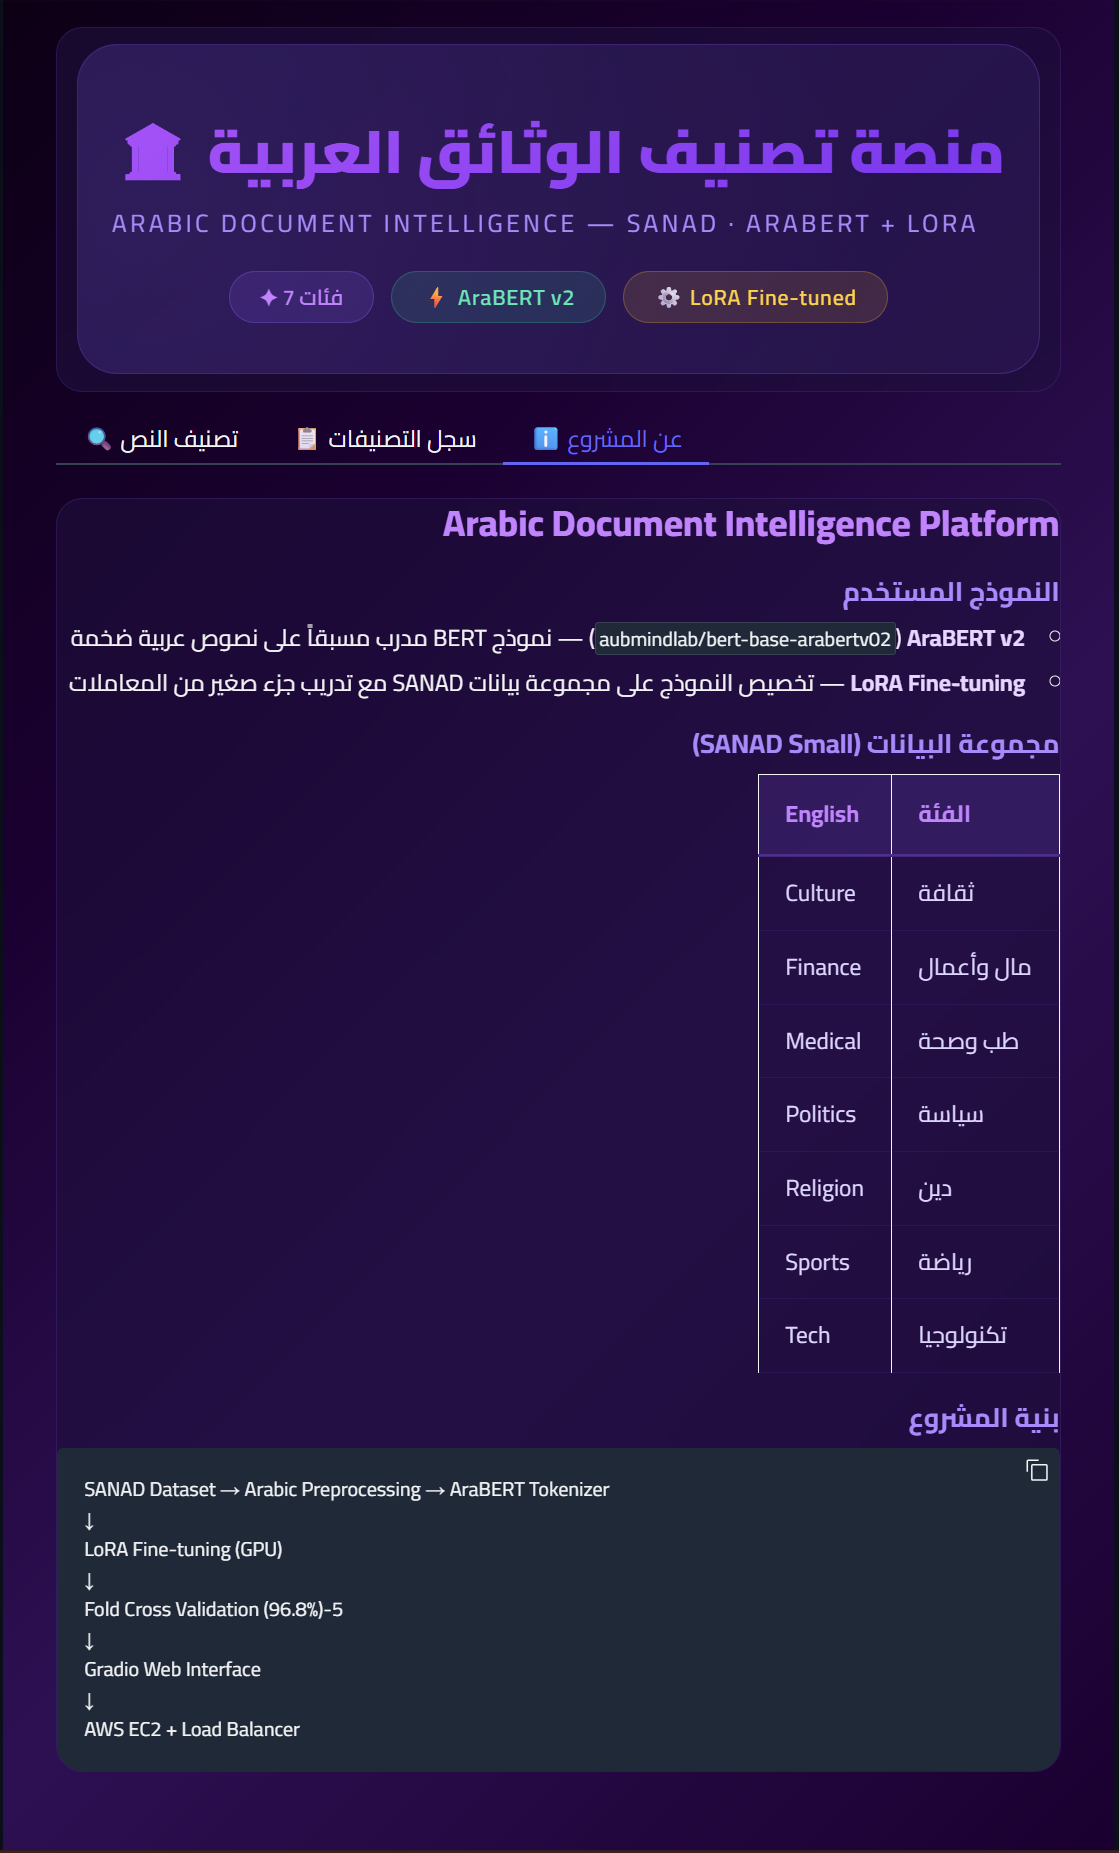 منصة تصنيف الوثائق العربية
ARABIC DOCUMENT INTELLIGENCE — SANAD · ARABERT + LORA
7 فئات
AraBERT v2
LoRA Fine-tuned
تصنيف النص
سجل التصنيفات
عن المشروع
Arabic Document Intelligence Platform
النموذج المستخدم
AraBERT v2 (aubmindlab/bert-base-arabertv02) — نموذج BERT مدرب مسبقاً على نصوص عربية ضخمة
LoRA Fine-tuning — تخصيص النموذج على مجموعة بيانات SANAD مع تدريب جزء صغير من المعاملات
مجموعة البيانات (SANAD Small)
الفئة English
ثقافة Culture
مال وأعمال Finance
طب وصحة Medical
سياسة Politics
دين Religion
رياضة Sports
تكنولوجيا Tech
بنية المشروع
SANAD Dataset → Arabic Preprocessing → AraBERT Tokenizer
↓
LoRA Fine-tuning (GPU)
↓
Fold Cross Validation (96.8%)-5
↓
Gradio Web Interface
↓
AWS EC2 + Load Balancer